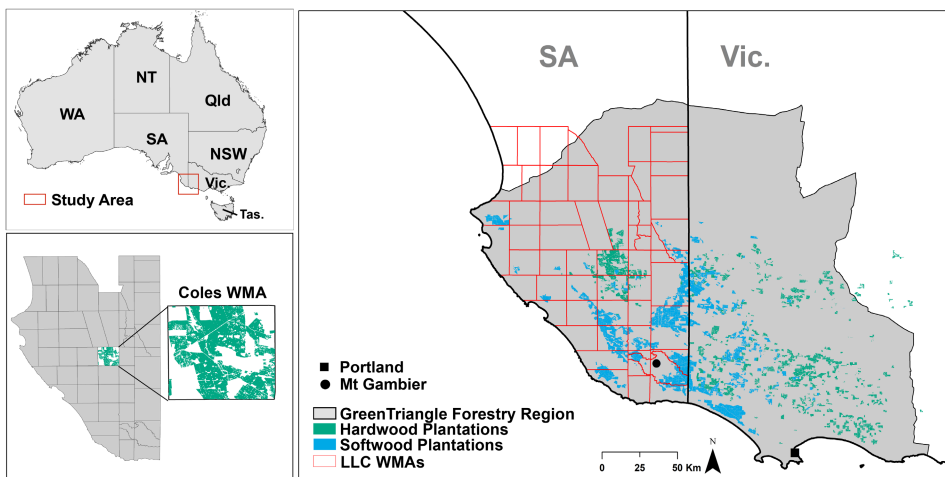 NT
WA
Qld
SA
NSW
Vic.
Study Area
Tas.
Coles WMA
SA Vic.
Portland
Mt Gambier
GreenTriangle Forestry Region
Hardwood Plantations
Softwood Plantations
LLC WMAs
N
0 25 50 Km